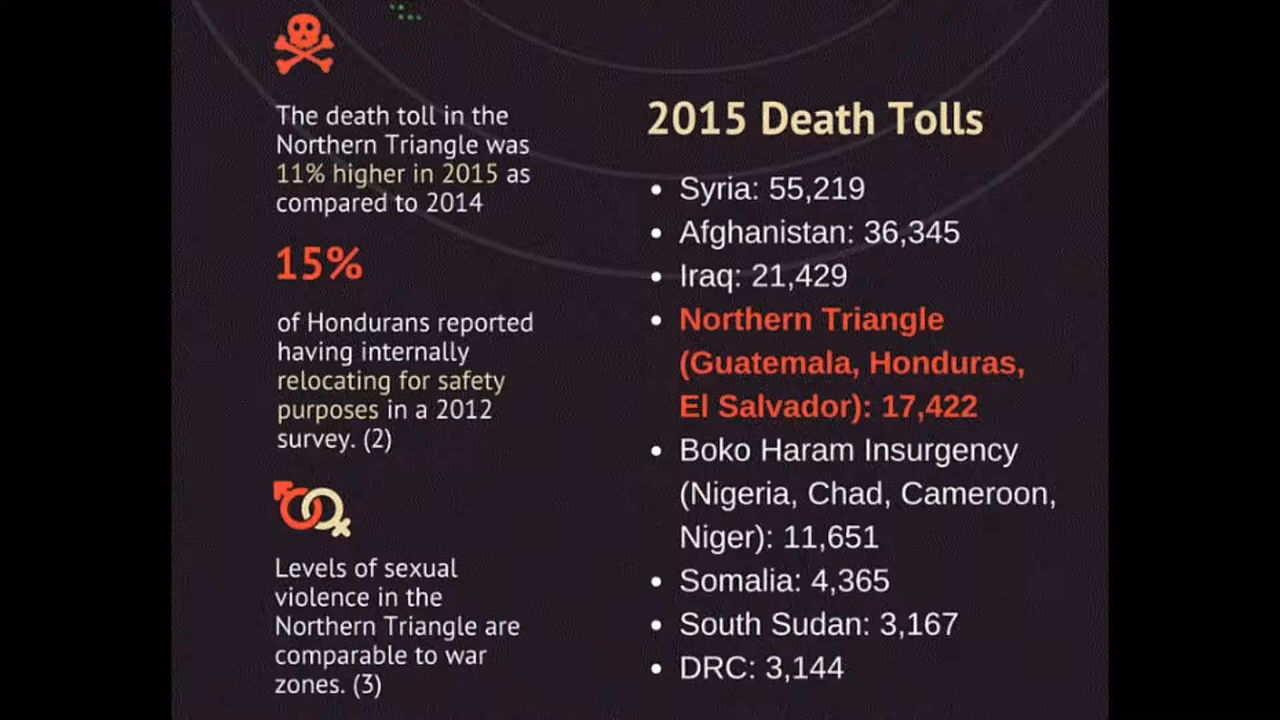 The death toll in the
Northern Triangle was
11% higher in 2015 as
compared to 2014
15%
of Hondurans reported
having internally
relocating for safety
purposes in a 2012
survey. (2)
Levels of sexual
violence in the
Northern Triangle are
comparable to war
zones. (3)
2015 Death Tolls
• Syria: 55,219
• Afghanistan: 36,345
• Iraq: 21,429
• Northern Triangle
(Guatemala, Honduras,
El Salvador): 17,422
• Boko Haram Insurgency
(Nigeria, Chad, Cameroon,
Niger): 11,651
• Somalia: 4,365
• South Sudan: 3,167
• DRC: 3,144